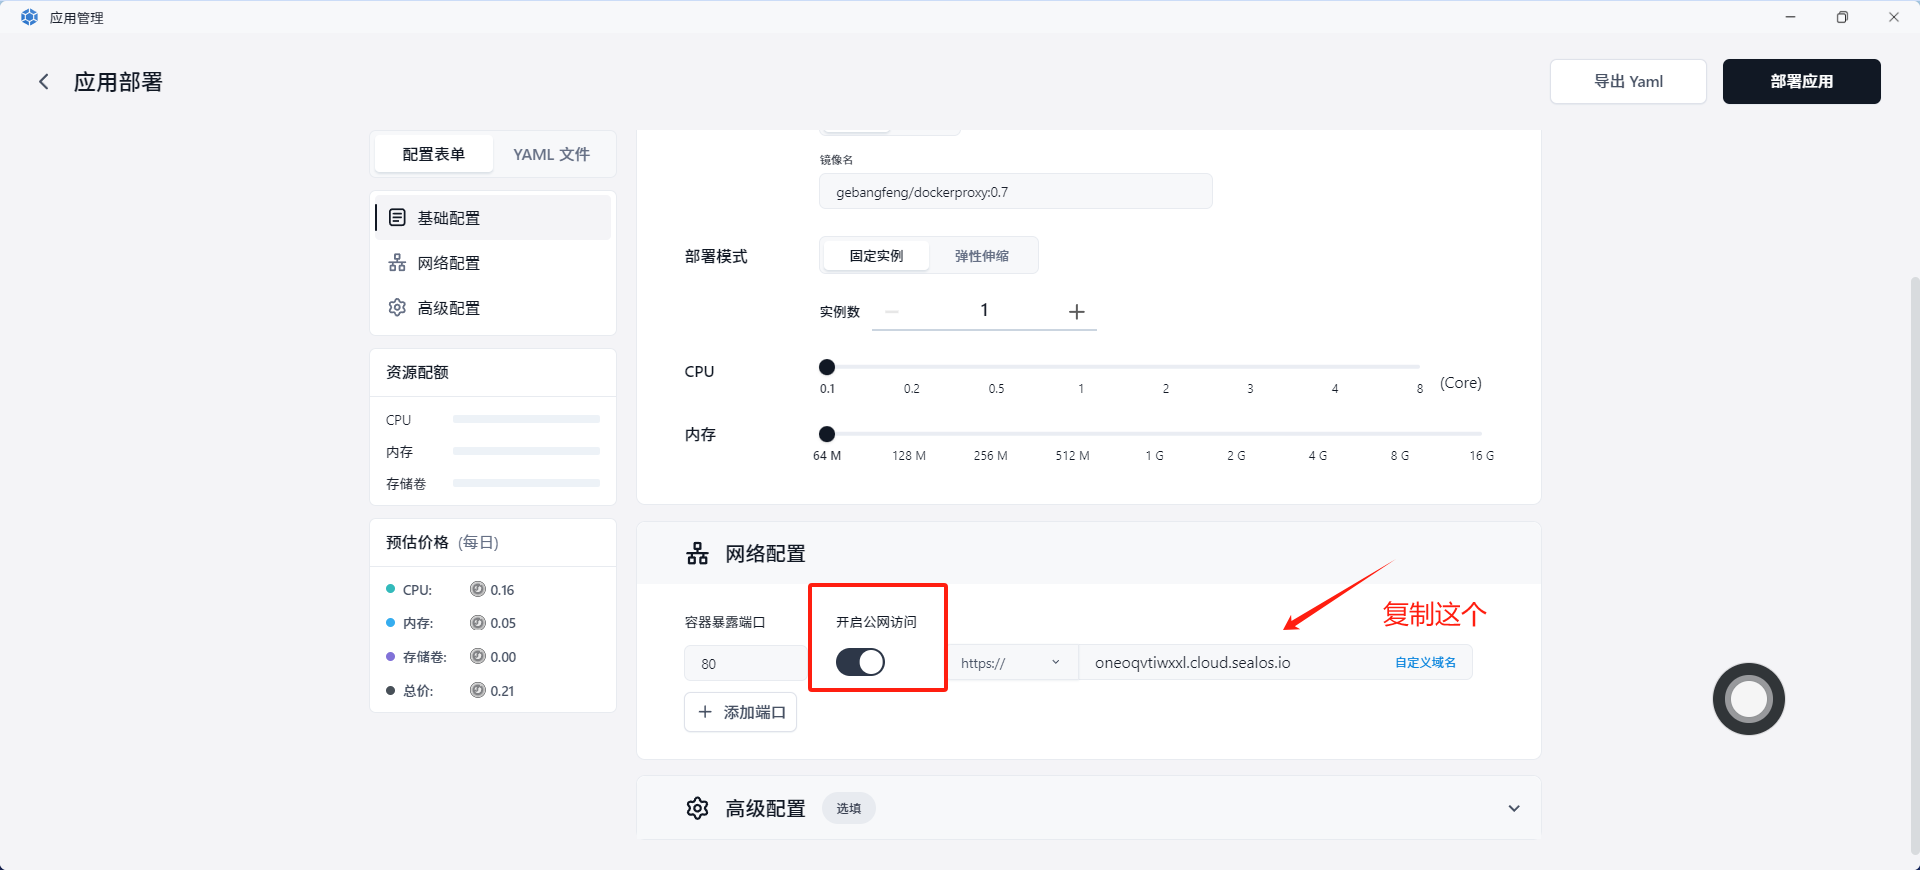 应用管理
应用部署
导出 Yaml
部署应用
配置表单
YAML 文件
基础配置
网络配置
高级配置
资源配额
CPU
内存
存储卷
预估价格 (每日)
CPU: 0.16
内存: 0.05
存储卷: 0.00
总价: 0.21
镜像名
gebangfeng/dockerproxy:0.7
部署模式
固定实例
弹性伸缩
实例数
1
CPU
0.1 0.2 0.5 1 2 3 4 8 (Core)
内存
64 M 128 M 256 M 512 M 1 G 2 G 4 G 8 G 16 G
网络配置
复制这个
容器暴露端口
开启公网访问
80
https://
oneoqvtiwxxl.cloud.sealos.io
自定义域名
添加端口
高级配置
选填